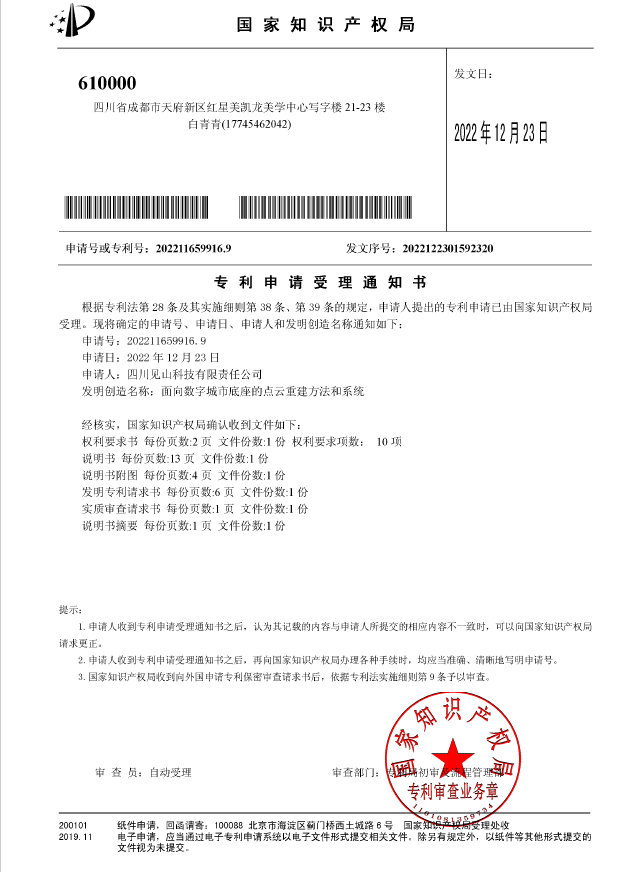 国家知识产权局
610000
四川省成都市天府新区红星美凯龙美学中心写字楼 21-23 楼
白青青(17745462042)
发文日：
2022 年 12 月 23 日
申请号或专利号：202211659916.9
发文序号：2022122301592320
专利申请受理通知书
根据专利法第 28 条及其实施细则第 38 条、第 39 条的规定，申请人提出的专利申请已由国家知识产权局
受理。现将确定的申请号、申请日、申请人和发明创造名称通知如下：
申请号：202211659916.9
申请日：2022 年 12 月 23 日
申请人：四川见山科技有限责任公司
发明创造名称：面向数字城市底座的点云重建方法和系统
经核实，国家知识产权局确认收到文件如下：
权利要求书 每份页数:2 页 文件份数:1 份 权利要求项数： 10 项
说明书 每份页数:13 页 文件份数:1 份
说明书附图 每份页数:4 页 文件份数:1 份
发明专利请求书 每份页数:6 页 文件份数:1 份
实质审查请求书 每份页数:1 页 文件份数:1 份
说明书摘要 每份页数:1 页 文件份数:1 份
提示：
1. 申请人收到专利申请受理通知书之后，认为其记载的内容与申请人所提交的相应内容不一致时，可以向国家知识产权局
请求更正。
2. 申请人收到专利申请受理通知书之后，再向国家知识产权局办理各种手续时，均应当准确、清晰地写明申请号。
3. 国家知识产权局收到向外国申请专利保密审查请求书后，依据专利法实施细则第 9 条予以审查。
国家知识产权局
审 查 员：自动受理
审查部门：专利局初审及流程管理部
专利审查业务章
200101 纸件申请，回函请寄：100088 北京市海淀区蓟门桥西土城路 6 号 国家知识产权局受理处收
2019.11 电子申请，应当通过电子专利申请系统以电子文件形式提交相关文件。除另有规定外，以纸件等其他形式提交的
文件视为未提交。